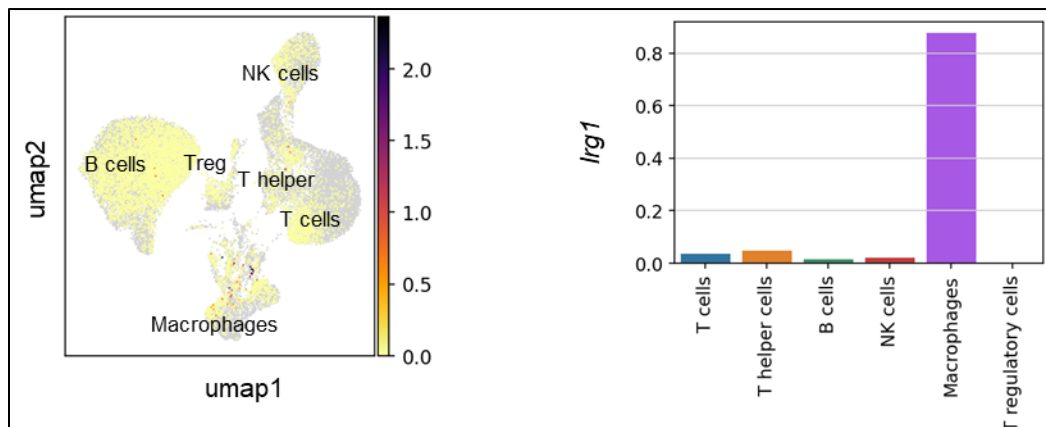 NK cells
B cells
Treg
T helper
T cells
Macrophages
umap2
umap1
2.0
1.5
1.0
0.5
0.0
Irg1
0.8
0.6
0.4
0.2
0.0
T cells
T helper cells
B cells
NK cells
Macrophages
T regulatory cells